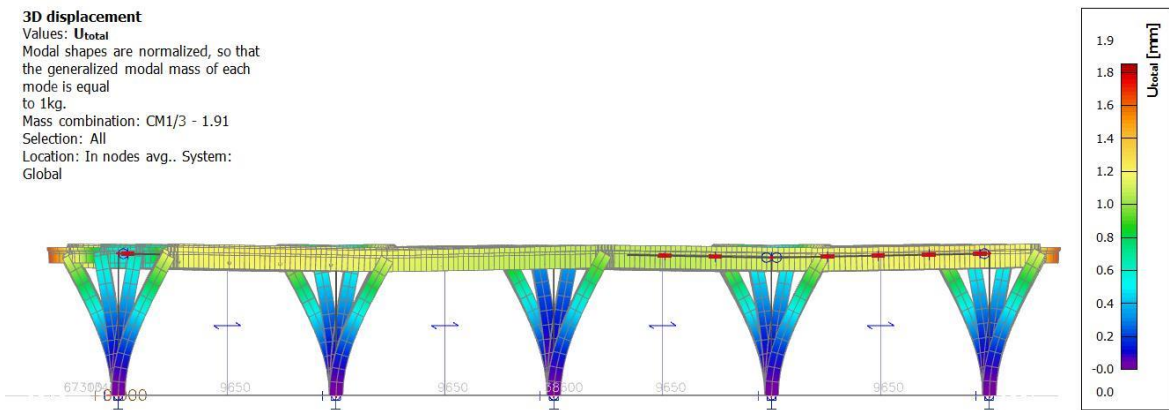 3D displacement
Values: Utotal
Modal shapes are normalized, so that
the generalized modal mass of each
mode is equal
to 1kg.
Mass combination: CM1/3 - 1.91
Selection: All
Location: In nodes avg.. System:
Global
Utotal [mm]
1.9
1.8
1.6
1.4
1.2
1.0
0.8
0.6
0.4
0.2
-0.0
0.0
9650
9650
9650
9650